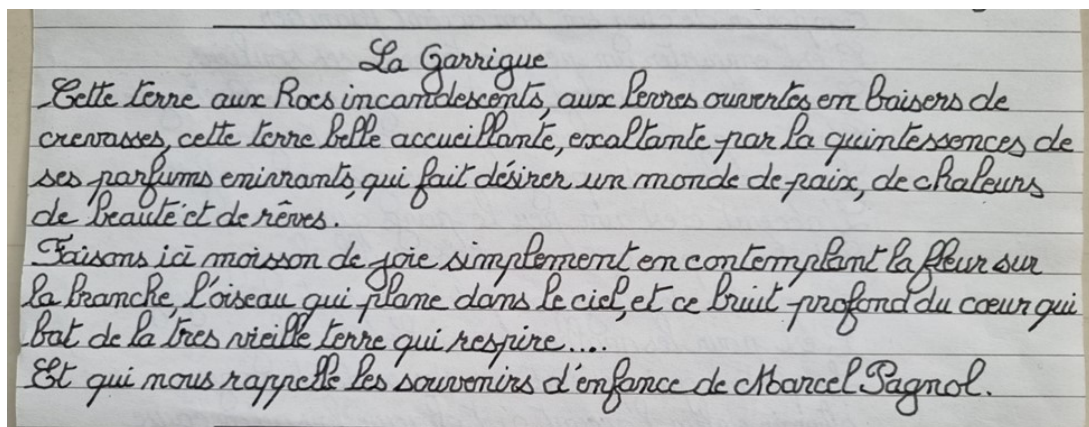 La Garrigue
Cette terre aux Rocs incandescents, aux lèvres ouvertes en baisers de
crevasses, cette terre belle accueillante, exaltante par la quintessences de
ses parfums enivrants, qui fait désirer un monde de paix, de chaleurs
de beauté et de rêves.
Faisons ici moisson de joie simplement en contemplant la fleur sur
la branche, l'oiseau qui plane dans le ciel, et ce bruit profond du cœur qui
bat de la tres vieille terre qui respire....
Et qui nous rappelle les souvenirs d'enfance de Marcel Pagnol.